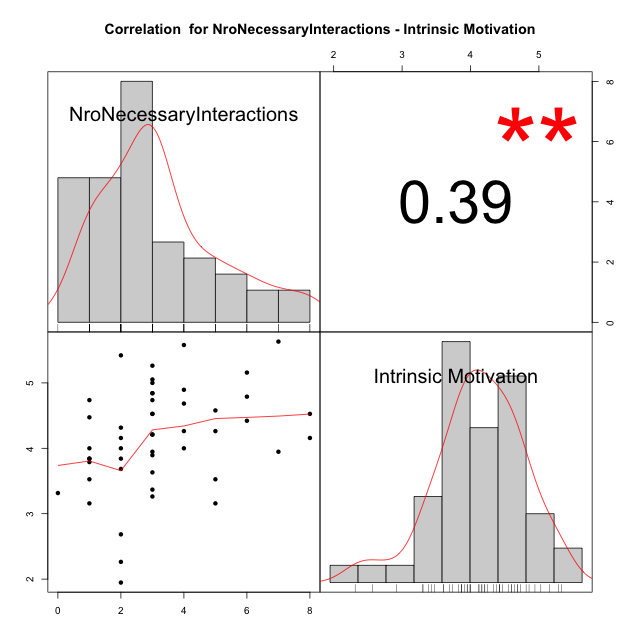 Correlation  for NroNecessaryInteractions - Intrinsic Motivation
2 3 4 5
NroNecessaryInteractions
**
0.39
8
6
4
2
0
Intrinsic Motivation
5
4
3
2
0 2 4 6 8